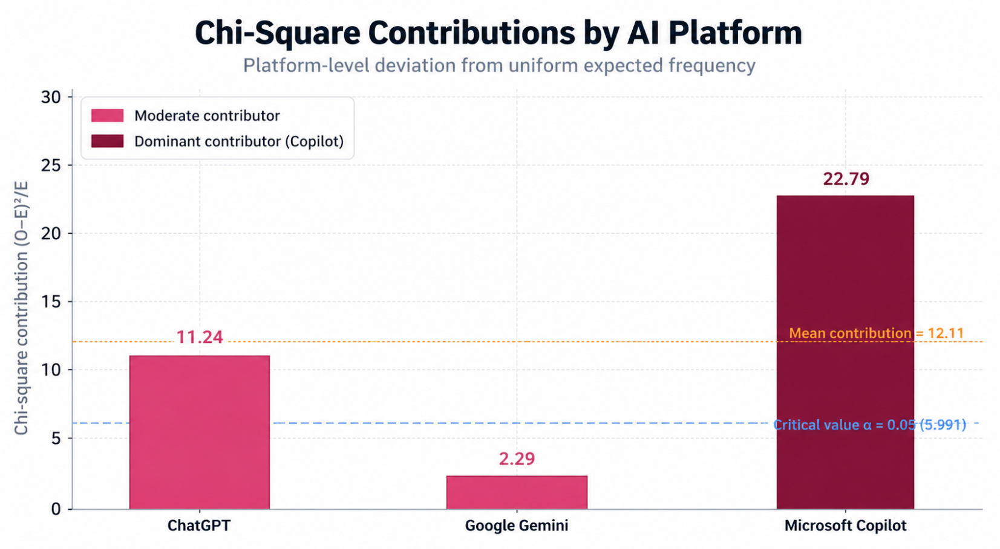 Chi-Square Contributions by AI Platform
Platform-level deviation from uniform expected frequency
Chi-square contribution (O−E)²/E
30
25
20
15
10
5
0
Moderate contributor
Dominant contributor (Copilot)
11.24
2.29
22.79
Mean contribution = 12.11
Critical value α = 0.05 (5.991)
ChatGPT
Google Gemini
Microsoft Copilot